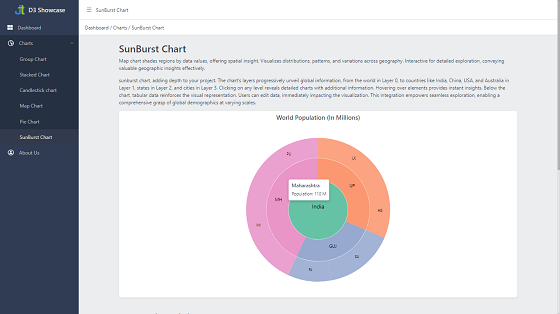 D3 Showcase
SunBurst Chart
Dashboard
Dashboard / Charts / SunBurst Chart
Charts
Group Chart
Stacked Chart
Candlestick chart
Map Chart
Pie Chart
SunBurst Chart
About Us
SunBurst Chart
Map chart shades regions by data values, offering spatial insight. Visualizes distributions, patterns, and variations across geography. Interactive for detailed exploration, conveying
valuable geographic insights effectively.
sunburst chart, adding depth to your project. The chart's layers progressively unveil global information, from the world in Layer 0, to countries like India, China, USA, and Australia in
Layer 1, states in Layer 2, and cities in Layer 3. Clicking on any level reveals detailed charts with additional information. Hovering over elements provides instant insights. Below the
chart, tabular data reinforces the visual representation. Users can edit data, immediately impacting the visualization. This integration empowers seamless exploration, enabling a
comprehensive grasp of global demographics at varying scales.
World Population (In Millions)
PU
LK
Maharashtra
Population: 110 M
UP
MH
India
GUJ